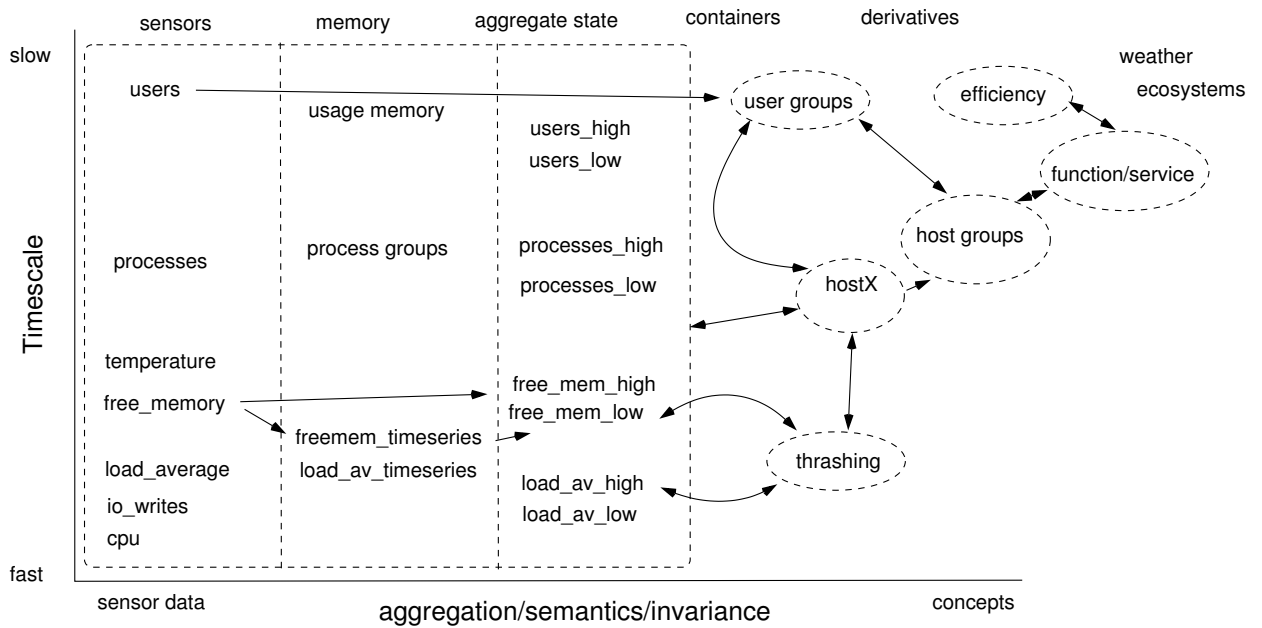 sensors
memory
aggregate state
containers
derivatives
slow
weather
ecosystems
users
usage memory
users_high
users_low
user groups
efficiency
function/service
host groups
hostX
Timescale
processes
process groups
processes_high
processes_low
temperature
free_memory
freemem_timeseries
free_mem_high
free_mem_low
load_average
load_av_timeseries
load_av_high
load_av_low
thrashing
io_writes
cpu
fast
sensor data
aggregation/semantics/invariance
concepts